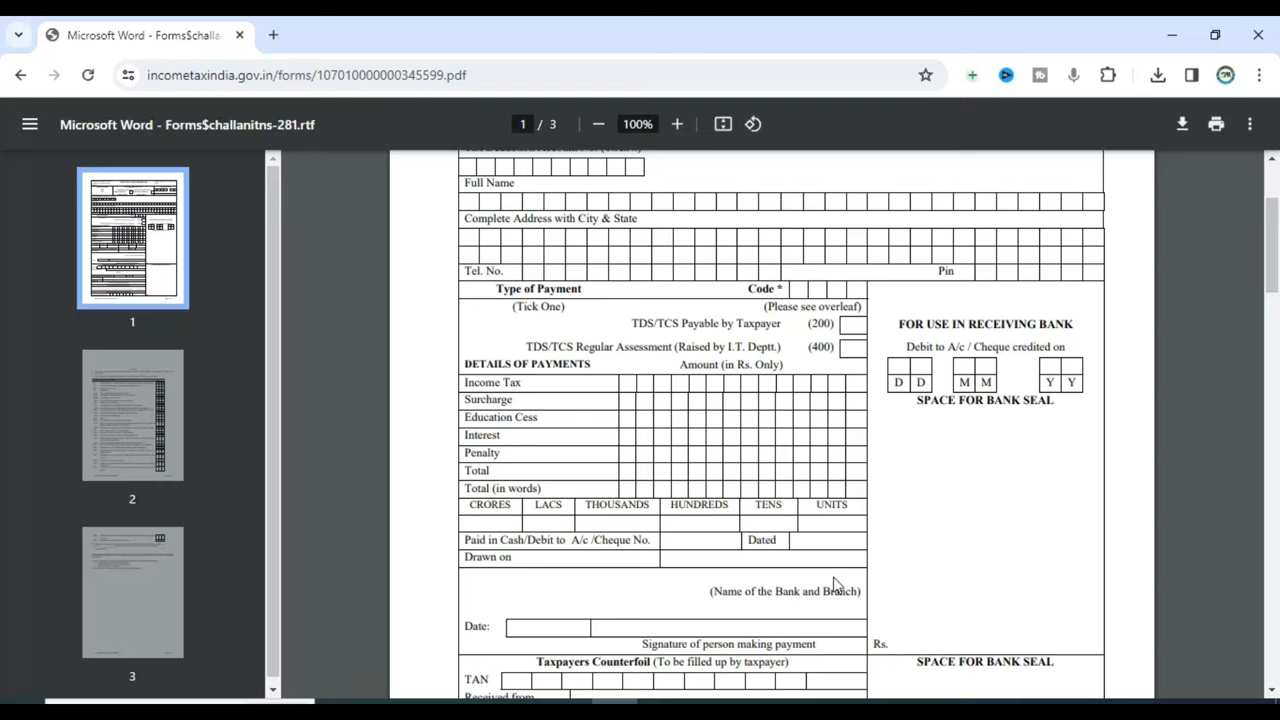 Microsoft Word - Forms$challa
incometaxindia.gov.in/forms/107010000000345599.pdf
Microsoft Word - Forms$challanitns-281.rtf
1 / 3
100%
1
2
3
Full Name
Complete Address with City & State
Tel. No.
Pin
Type of Payment
Code *
(Tick One)
(Please see overleaf)
TDS/TCS Payable by Taxpayer (200)
TDS/TCS Regular Assessment (Raised by I.T. Deptt.) (400)
DETAILS OF PAYMENTS
Amount (in Rs. Only)
Income Tax
Surcharge
Education Cess
Interest
Penalty
Total
Total (in words)
CRORES LACS THOUSANDS HUNDREDS TENS UNITS
Paid in Cash/Debit to A/c /Cheque No.
Dated
Drawn on
(Name of the Bank and Branch)
Date:
Signature of person making payment
FOR USE IN RECEIVING BANK
Debit to A/c / Cheque credited on
D D M M Y Y
SPACE FOR BANK SEAL
Rs.
Taxpayers Counterfoil (To be filled up by taxpayer)
SPACE FOR BANK SEAL
TAN
Received from